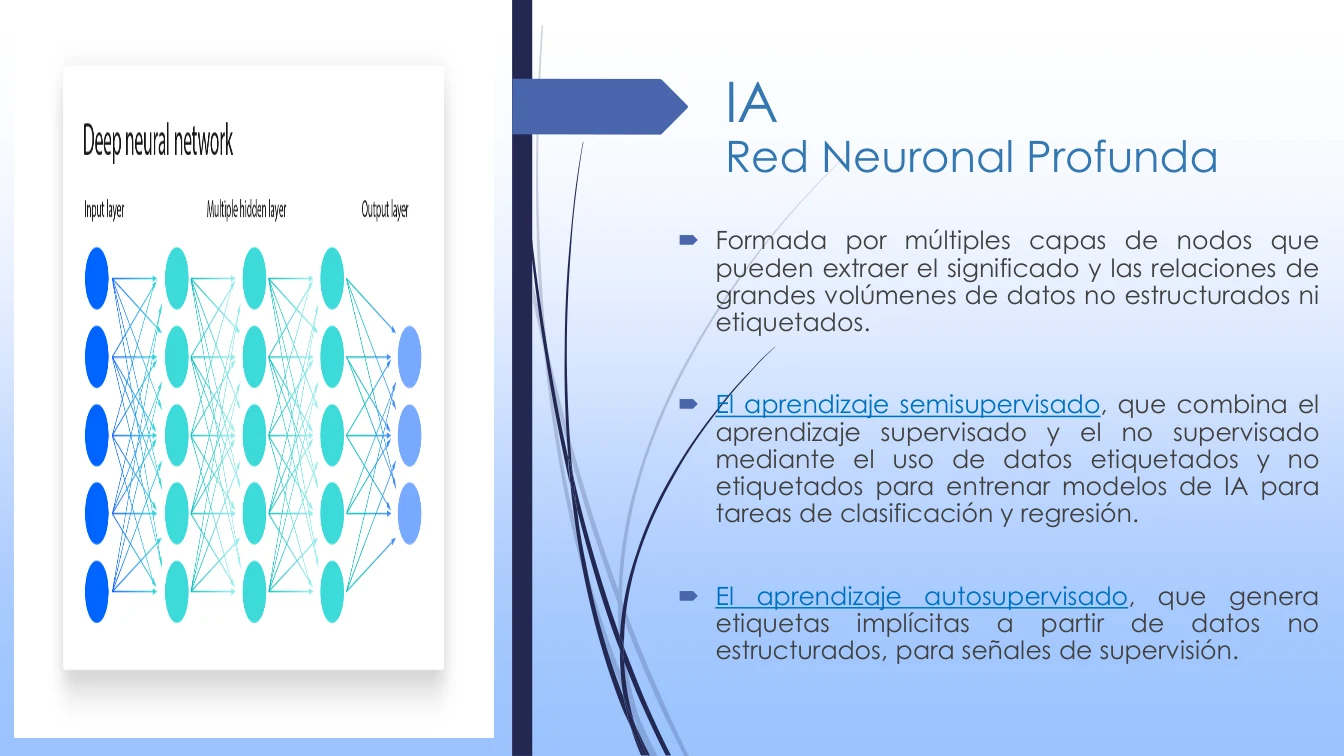 Deep neural network
Input layer
Multiple hidden layer
Output layer
IA
Red Neuronal Profunda
Formada por múltiples capas de nodos que
pueden extraer el significado y las relaciones de
grandes volúmenes de datos no estructurados ni
etiquetados.
El aprendizaje semisupervisado, que combina el
aprendizaje supervisado y el no supervisado
mediante el uso de datos etiquetados y no
etiquetados para entrenar modelos de IA para
tareas de clasificación y regresión.
El aprendizaje autosupervisado, que genera
etiquetas implícitas a partir de datos no
estructurados, para señales de supervisión.